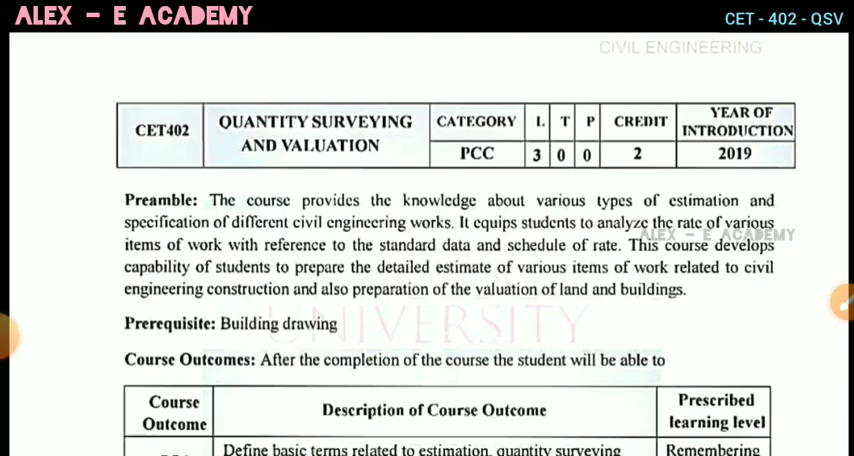 ALEX – E ACADEMY
CET - 402 - QSV
CIVIL ENGINEERING
CET402
QUANTITY SURVEYING
AND VALUATION
CATEGORY L T P CREDIT
YEAR OF
INTRODUCTION
PCC 3 0 0 2 2019
Preamble: The course provides the knowledge about various types of estimation and
specification of different civil engineering works. It equips students to analyze the rate of various
ALEX – E ACADEMY
items of work with reference to the standard data and schedule of rate. This course develops
capability of students to prepare the detailed estimate of various items of work related to civil
engineering construction and also preparation of the valuation of land and buildings.
UNIVERSITY
Prerequisite: Building drawing
Course Outcomes: After the completion of the course the student will be able to
Course
Outcome
Description of Course Outcome
Prescribed
learning level
Define basic terms related to estimation, quantity surveying
Remembering